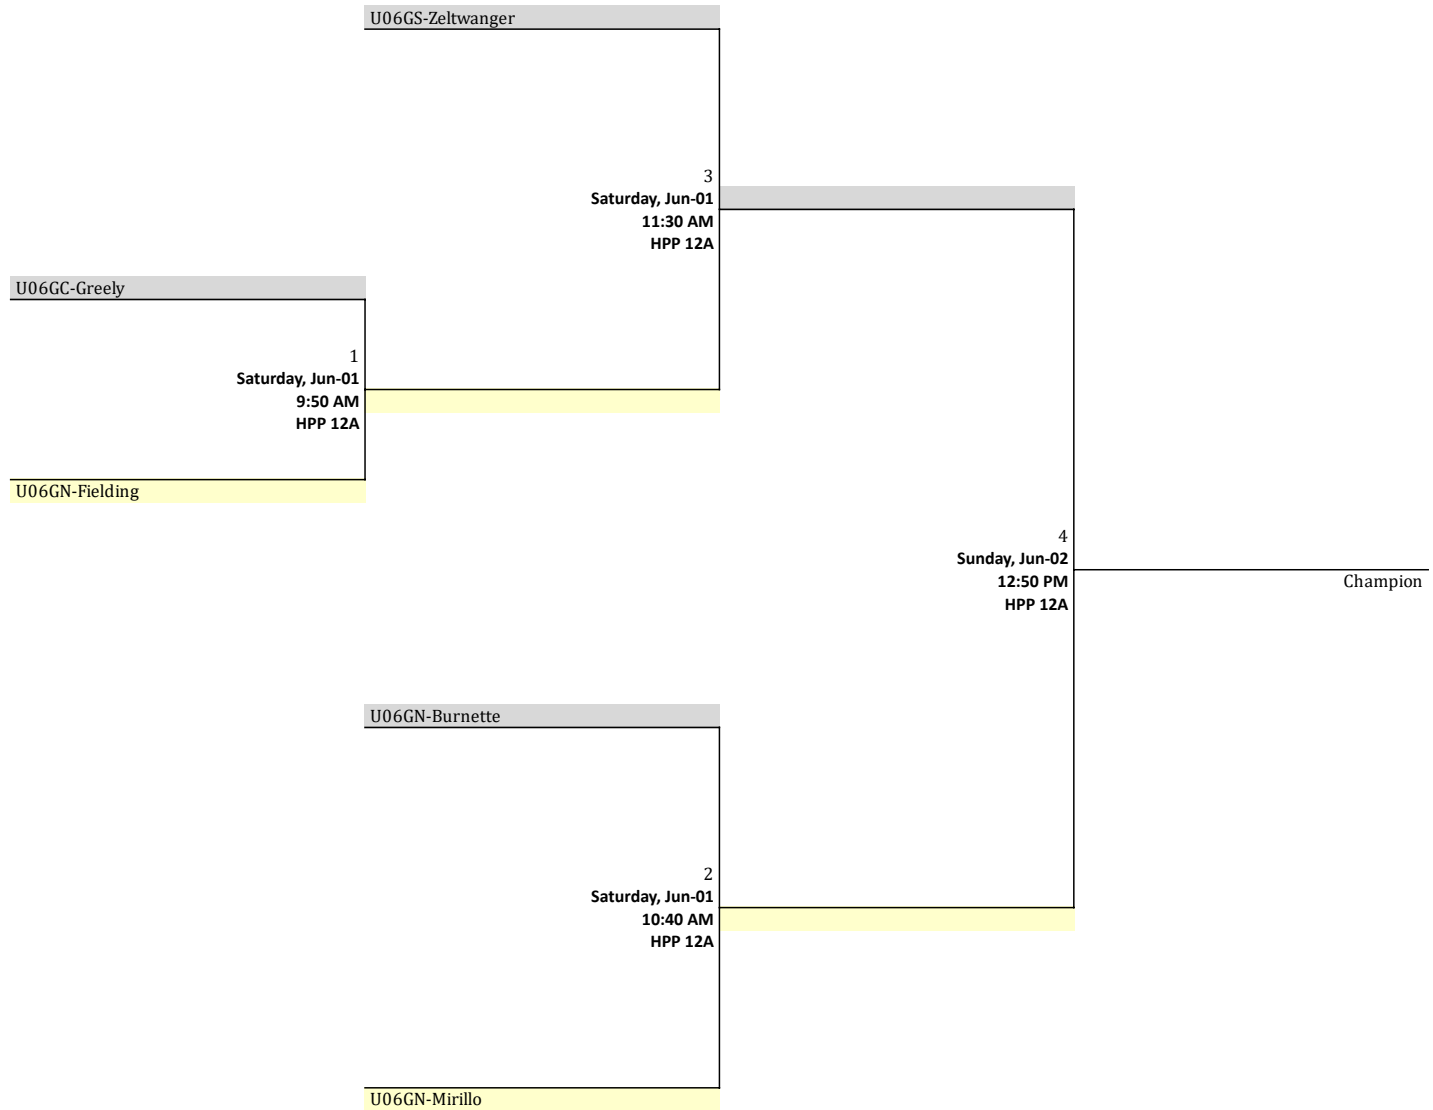 U06GS-Zeltwanger
3
Saturday, Jun-01
11:30 AM
HPP 12A
U06GC-Greely
1
Saturday, Jun-01
9:50 AM
HPP 12A
U06GN-Fielding
4
Sunday, Jun-02
12:50 PM
HPP 12A
Champion
U06GN-Burnette
2
Saturday, Jun-01
10:40 AM
HPP 12A
U06GN-Mirillo